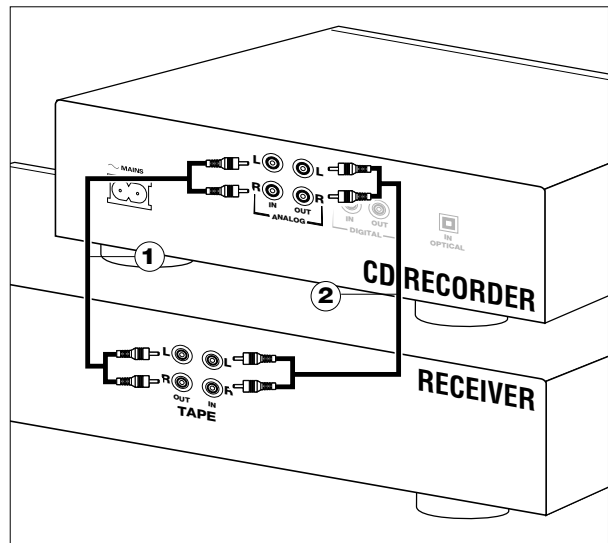 ~ MAINS
L L
R R
IN OUT
ANALOG
IN OUT
DIGITAL
IN
OPTICAL
1
2
CD RECORDER
L L
R R
OUT IN
TAPE
RECEIVER